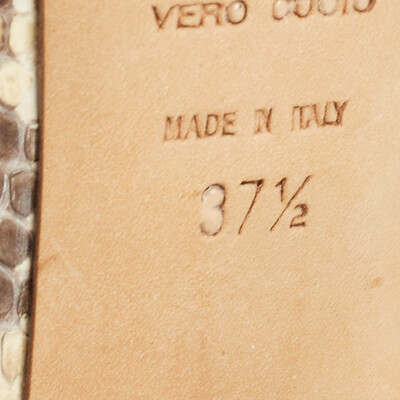 VERO CUOIO
MADE IN ITALY
37½